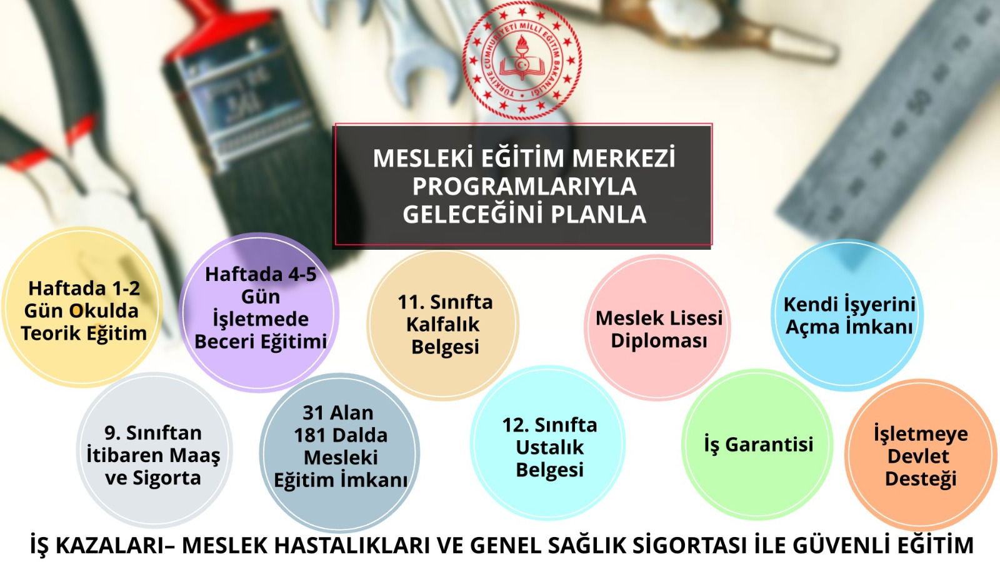 TÜRKİYE CUMHURİYETİ MİLLİ EĞİTİM BAKANLIĞI
MESLEKİ EĞİTİM MERKEZİ
PROGRAMLARIYLA
GELECEĞİNİ PLANLA
Haftada 1-2
Gün Okulda
Teorik Eğitim
Haftada 4-5
Gün
İşletmede
Beceri Eğitimi
11. Sınıfta
Kalfalık
Belgesi
Meslek Lisesi
Diploması
Kendi İşyerini
Açma İmkanı
9. Sınıftan
İtibaren Maaş
ve Sigorta
31 Alan
181 Dalda
Mesleki
Eğitim İmkanı
12. Sınıfta
Ustalık
Belgesi
İş Garantisi
İşletmeye
Devlet
Desteği
İŞ KAZALARI– MESLEK HASTALIKLARI VE GENEL SAĞLIK SİGORTASI İLE GÜVENLİ EĞİTİM